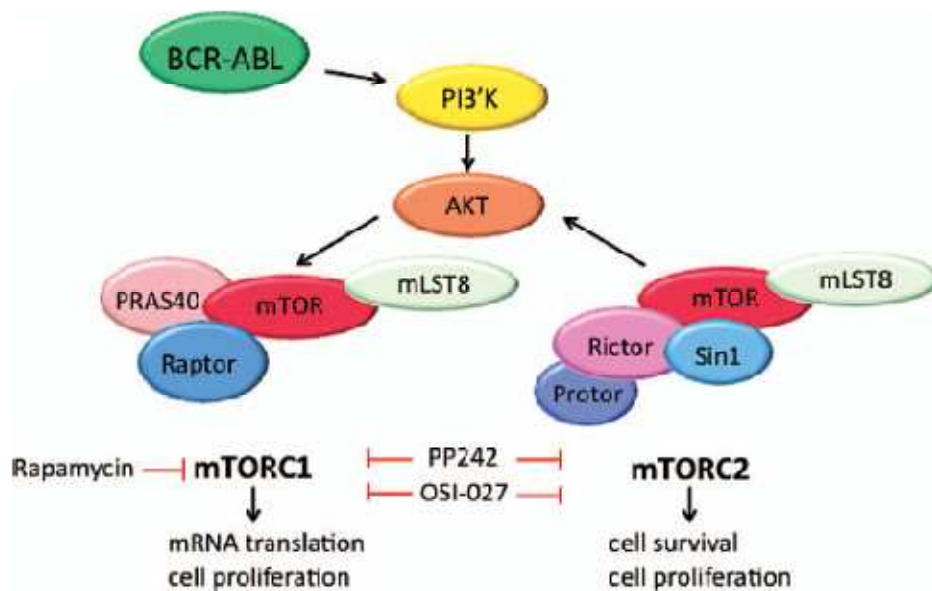 BCR-ABL
PI3'K
AKT
PRAS40
mTOR
mLST8
Raptor
mTOR
mLST8
Rictor
Sin1
Protor
Rapamycin
mTORC1
PP242
OSI-027
mTORC2
mRNA translation
cell proliferation
cell survival
cell proliferation